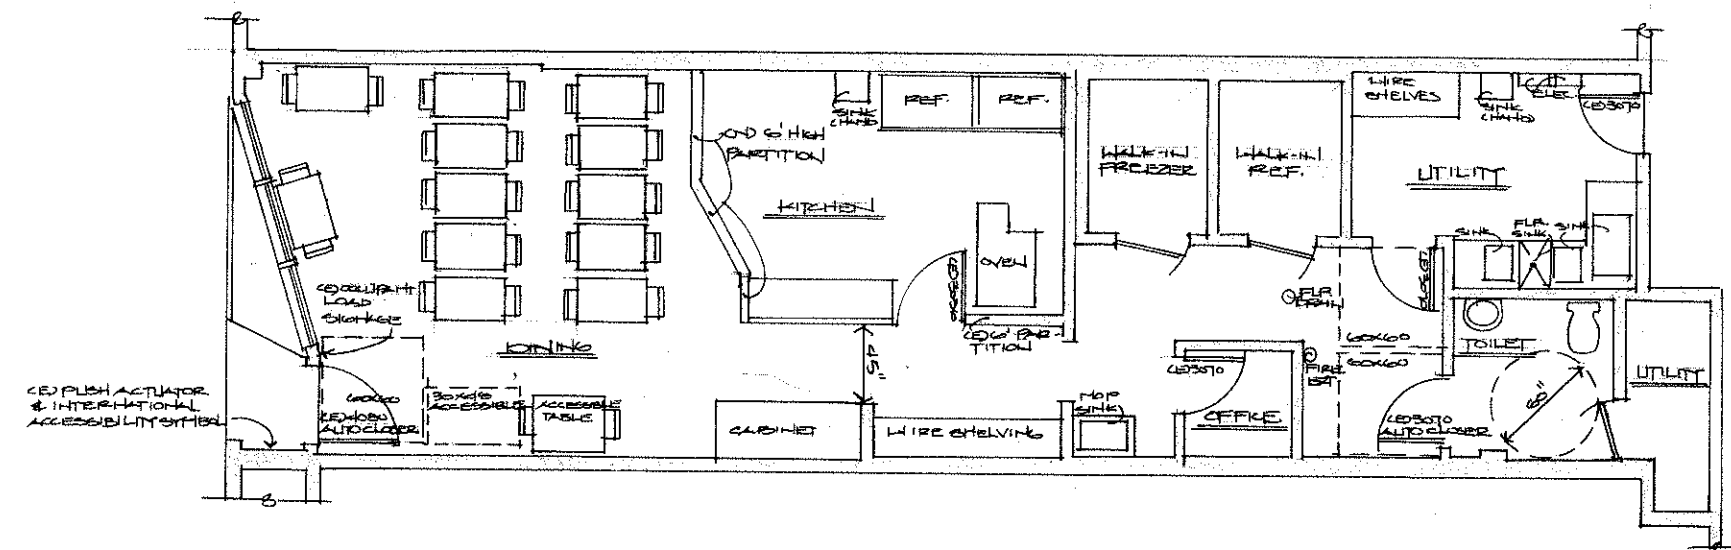 REF.
REF.
WIRE
SHELVES
ELEC.
(E)3070
SINK
(HAND)
SINK
(HAND)
(N) 6' HIGH
PARTITION
WALK-IN
FREEZER
WALK-IN
REF.
UTILITY
KITCHEN
SINK
FLR.
SINK
SINK
OVEN
FLR.
DRAIN
(E)OCCUPANT
LOAD
SIGNAGE
(E)6' PAR-
TITION
DINING
45"
60X60
60X60
TOILET
UTILITY
FIRE
EXT
(E)3070
(E) PUSH ACTUATOR
& INTERNATIONAL
ACCESSIBILITY SYMBOL
60X60
AUTO CLOSER
30X48
ACCESSIBLE
ACCESSIBLE
TABLE
CABINET
WIRE SHELVING
MOP
SINK
OFFICE
(E)3070
AUTO CLOSER
60"